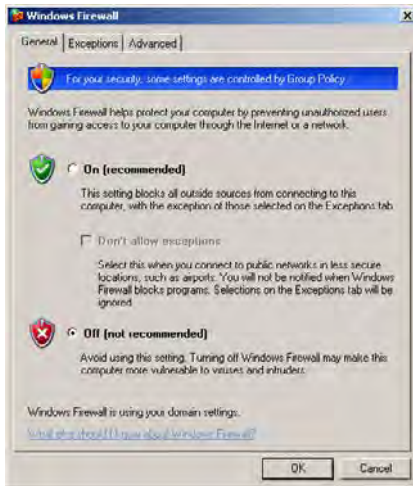 Windows Firewall
General Exceptions Advanced
For your security, some settings are controlled by Group Policy
Windows Firewall helps protect your computer by preventing unauthorized users
from gaining access to your computer through the Internet or a network.
On (recommended)
This setting blocks all outside sources from connecting to this
computer, with the exception of those selected on the Exceptions tab.
Don't allow exceptions
Select this when you connect to public networks in less secure
locations, such as airports. You will not be notified when Windows
Firewall blocks programs. Selections on the Exceptions tab will be
ignored.
Off (not recommended)
Avoid using this setting. Turning off Windows Firewall may make this
computer more vulnerable to viruses and intruders.
Windows Firewall is using your domain settings.
What else should I know about Windows Firewall?
OK Cancel